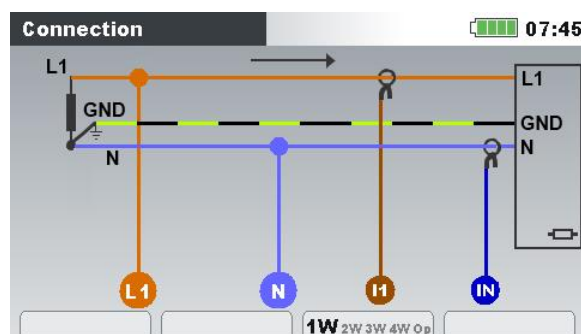 Connection 07:45
L1 L1
GND GND
N N
L1 N I1 IN
1W 2W 3W 4W Op